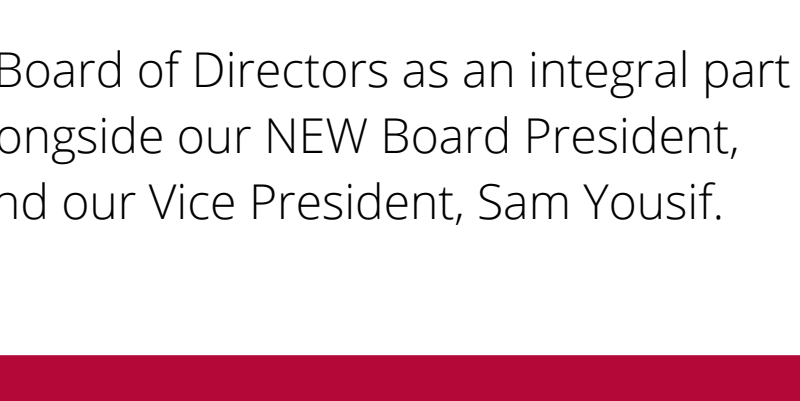 Board of Directors as an integral part
ongside our NEW Board President,
nd our Vice President, Sam Yousif.